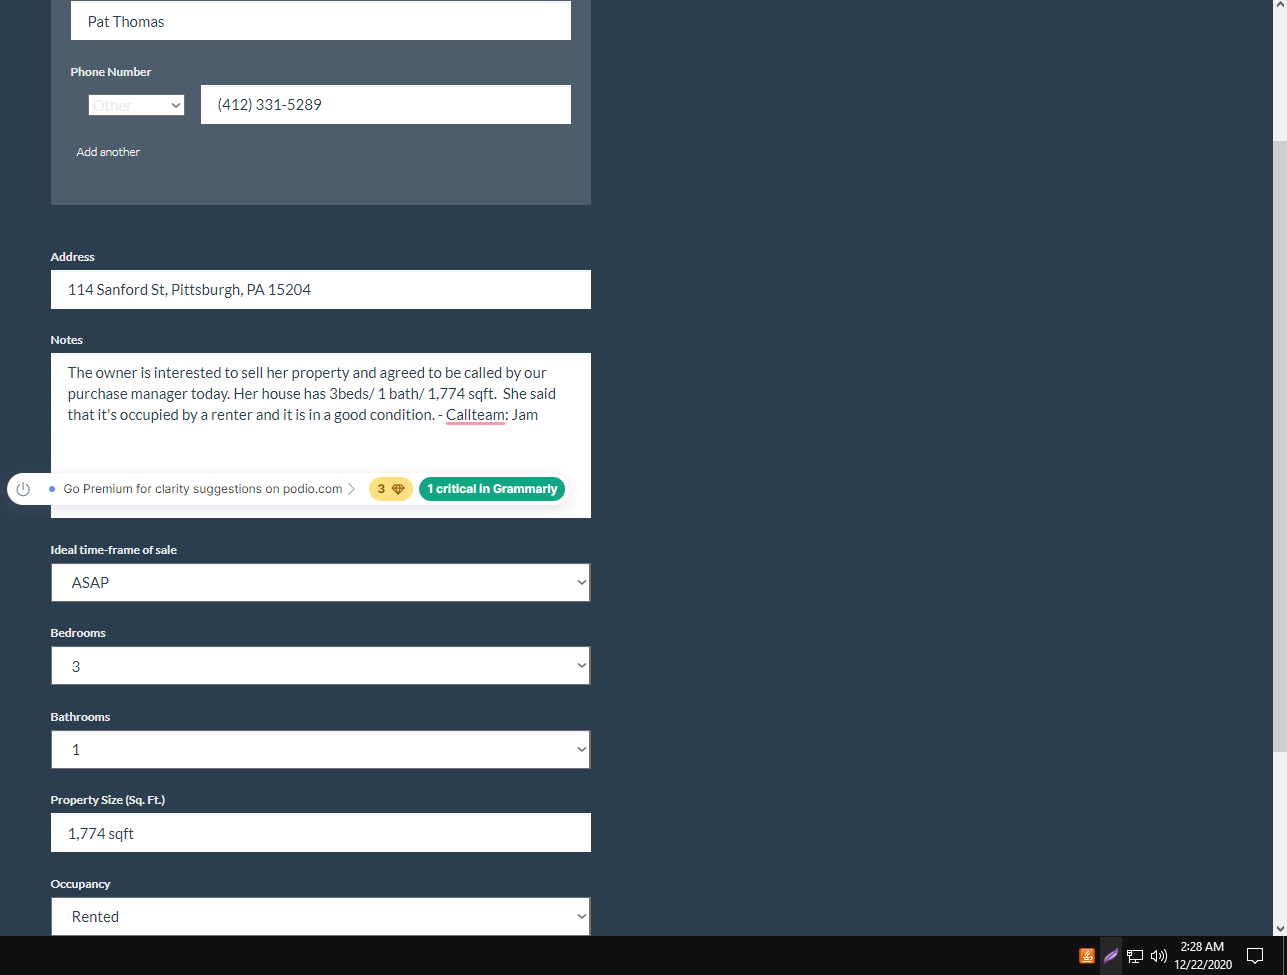 Pat Thomas
Phone Number
Other
(412) 331-5289
Add another
Address
114 Sanford St, Pittsburgh, PA 15204
Notes
The owner is interested to sell her property and agreed to be called by our
purchase manager today. Her house has 3beds/ 1 bath/ 1,774 sqft.  She said
that it's occupied by a renter and it is in a good condition. - Callteam: Jam
Go Premium for clarity suggestions on podio.com
3
1 critical in Grammarly
Ideal time-frame of sale
ASAP
Bedrooms
3
Bathrooms
1
Property Size (Sq. Ft.)
1,774 sqft
Occupancy
Rented
2:28 AM
12/22/2020